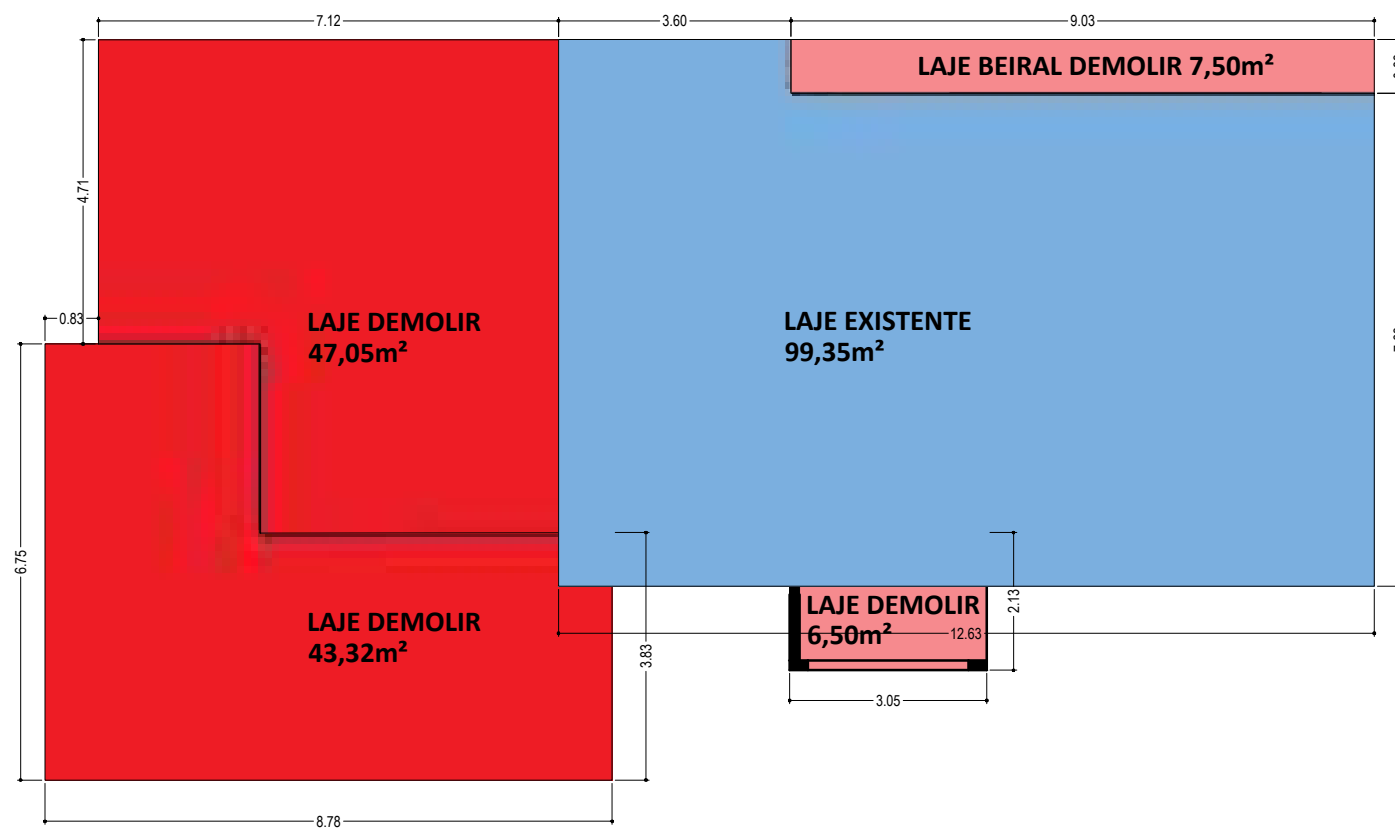 7.12
3.60
9.03
LAJE BEIRAL DEMOLIR 7,50m²
4.71
0.83
LAJE DEMOLIR
47,05m²
LAJE EXISTENTE
99,35m²
6.75
LAJE DEMOLIR
43,32m²
3.83
LAJE DEMOLIR
6,50m²
12.63
2.13
3.05
8.78